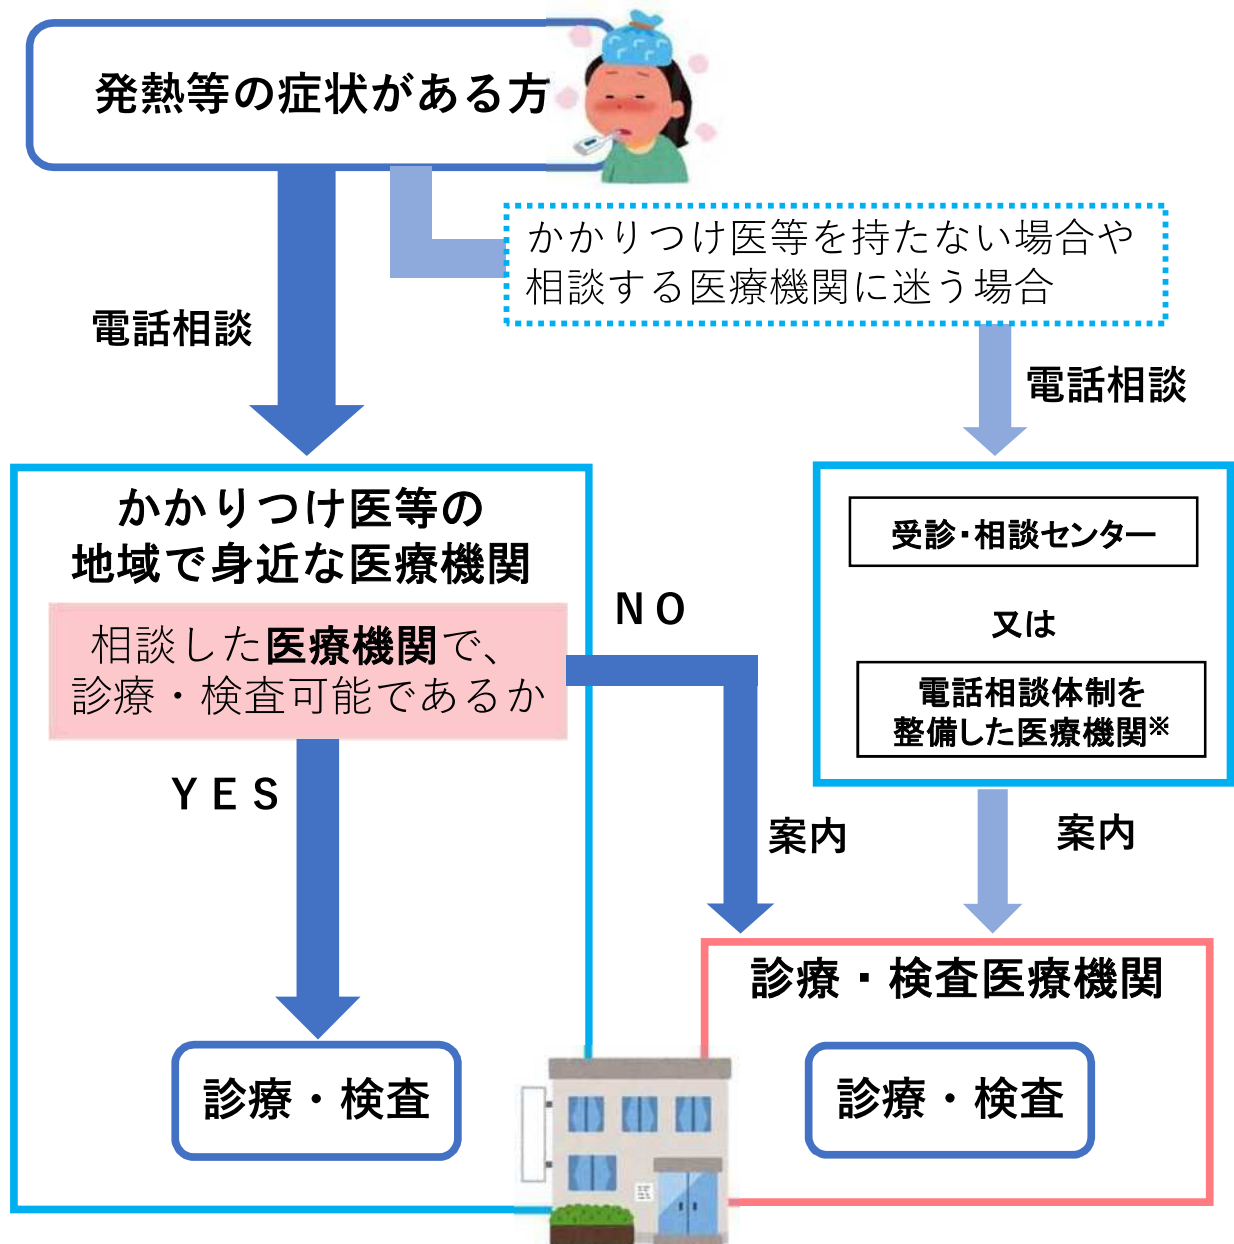 発熱等の症状がある方
かかりつけ医等を持たない場合や
相談する医療機関に迷う場合
電話相談
電話相談
かかりつけ医等の
地域で身近な医療機関
相談した医療機関で、
診療・検査可能であるか
NO
YES
受診・相談センター
又は
電話相談体制を
整備した医療機関※
案内
案内
診療・検査医療機関
診療・検査
診療・検査